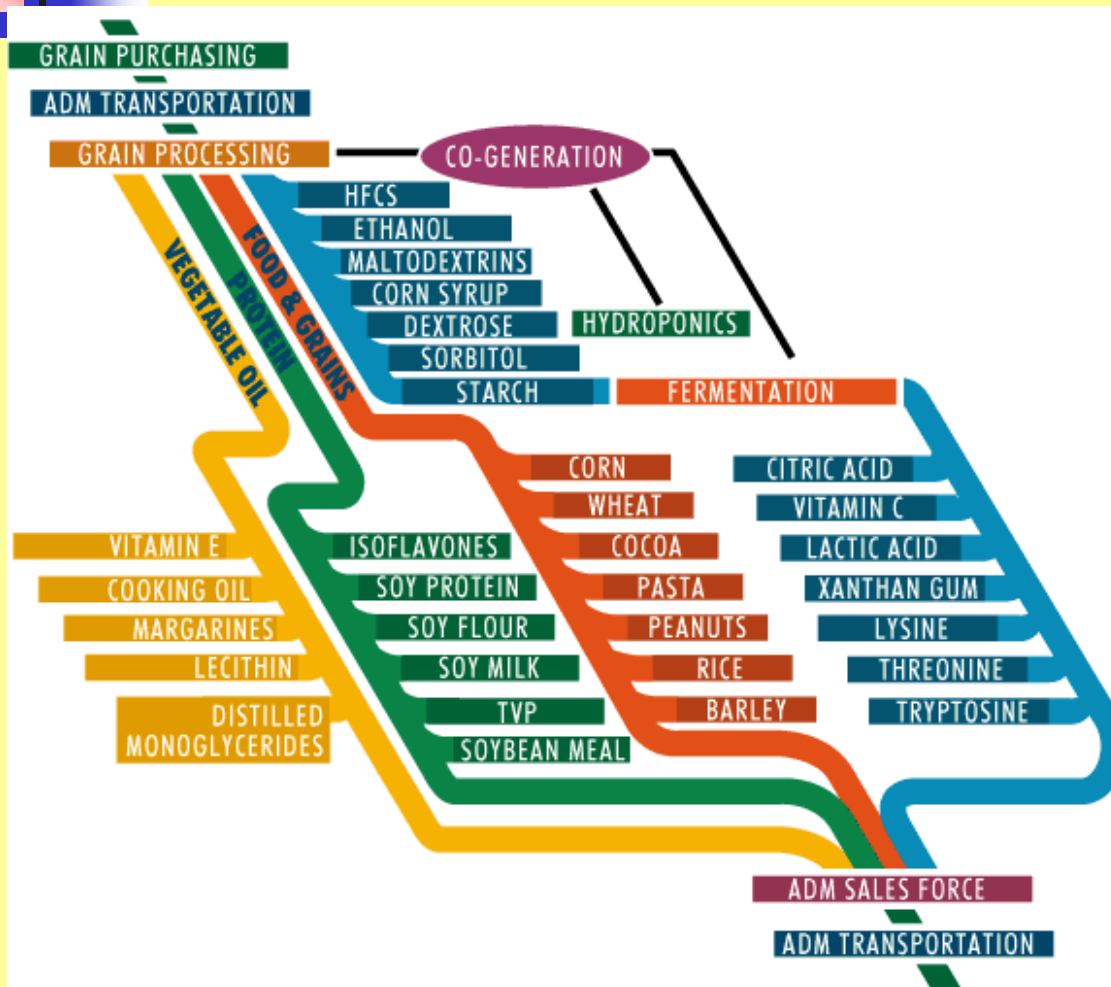 GRAIN PURCHASING
ADM TRANSPORTATION
GRAIN PROCESSING
CO-GENERATION
HFCS
ETHANOL
MALTODEXTRINS
CORN SYRUP
DEXTROSE
HYDROPONICS
SORBITOL
STARCH
FERMENTATION
VEGETABLE OIL
PROTEIN
FOOD & GRAINS
VITAMIN E
COOKING OIL
MARGARINES
LECITHIN
DISTILLED
MONOGLYCERIDES
ISOFLAVONES
SOY PROTEIN
SOY FLOUR
SOY MILK
TVP
SOYBEAN MEAL
CORN
WHEAT
COCOA
PASTA
PEANUTS
RICE
BARLEY
CITRIC ACID
VITAMIN C
LACTIC ACID
XANTHAN GUM
LYSINE
THREONINE
TRYPTOSINE
ADM SALES FORCE
ADM TRANSPORTATION